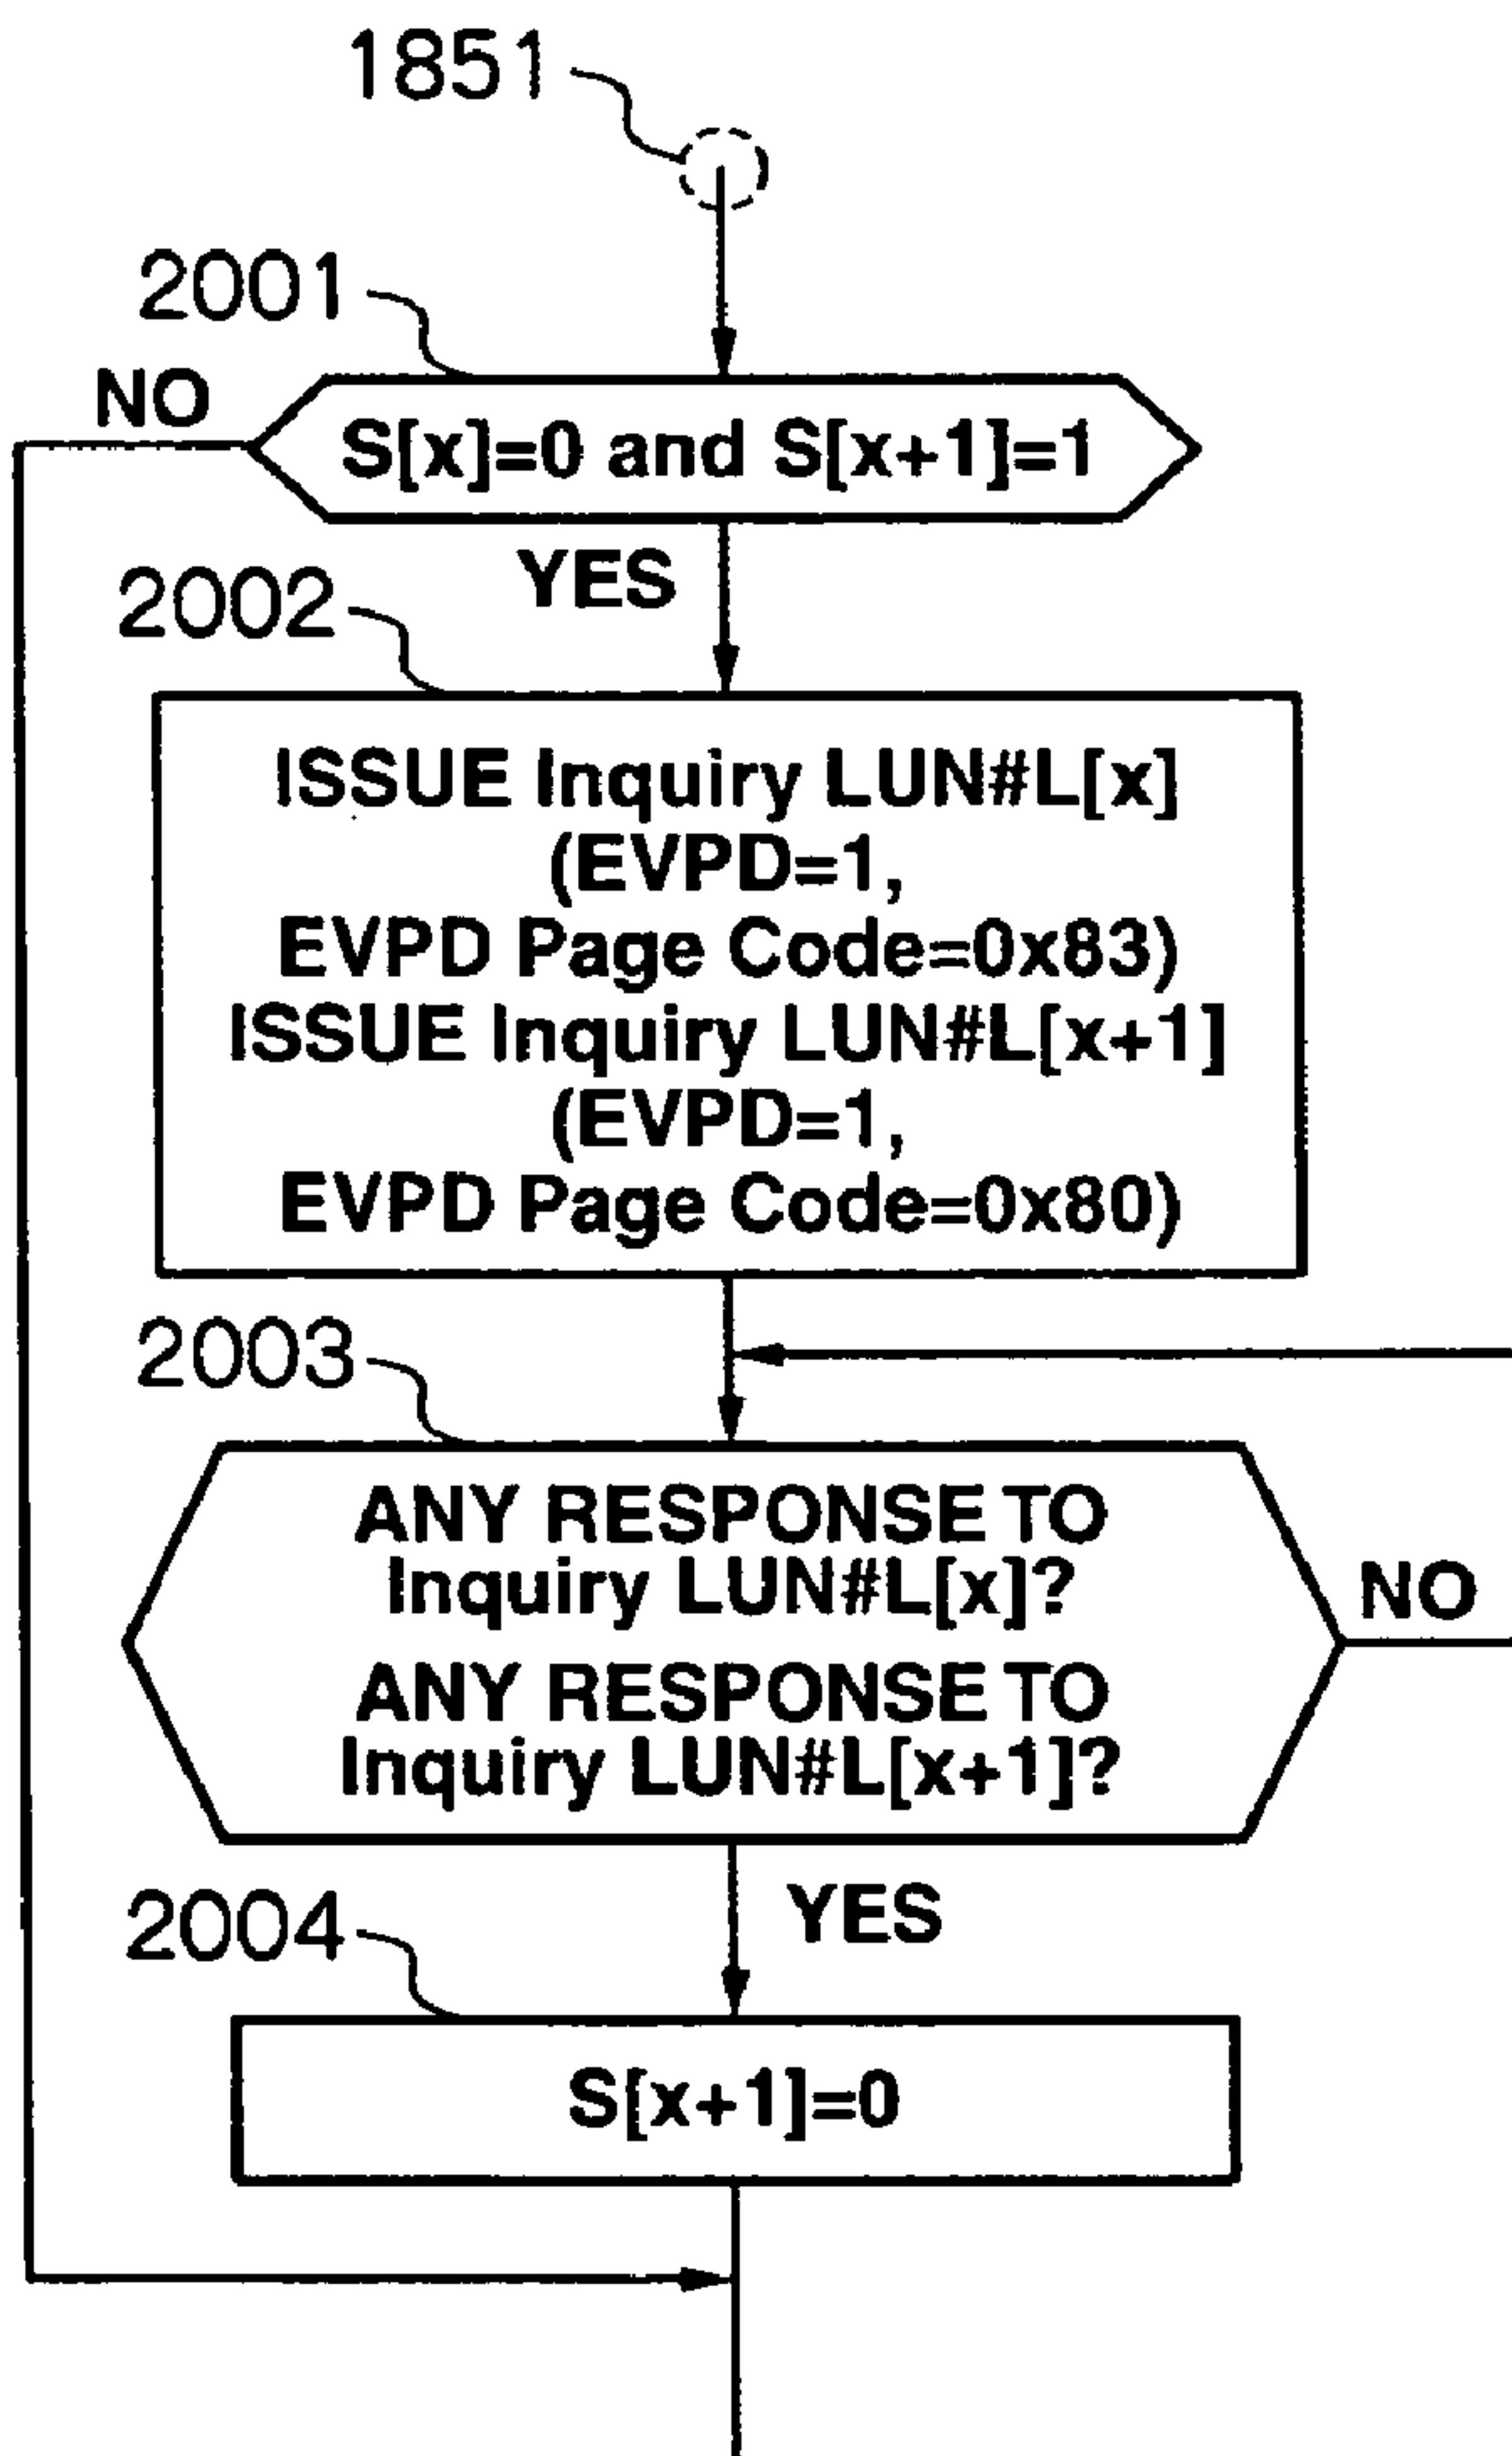 1851
2001
NO
S[x]=0 and S[x+1]=1
YES
2002
ISSUE Inquiry LUN#L[x]
(EVPD=1,
EVPD Page Code=0x83)
ISSUE Inquiry LUN#L[x+1]
(EVPD=1,
EVPD Page Code=0x80)
2003
ANY RESPONSE TO
Inquiry LUN#L[x]?
NO
ANY RESPONSE TO
Inquiry LUN#L[x+1]?
YES
2004
S[x+1]=0